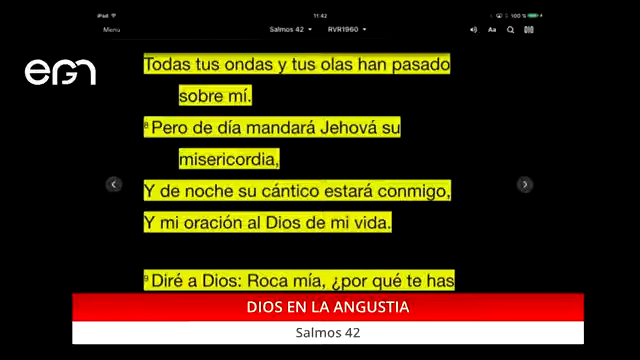 iPad
11:42
100 %
Menu
Salmos 42
RVR1960
Aa
egn
Todas tus ondas y tus olas han pasado
sobre mí.
8 Pero de día mandará Jehová su
misericordia,
Y de noche su cántico estará conmigo,
Y mi oración al Dios de mi vida.
9 Diré a Dios: Roca mía, ¿por qué te has
DIOS EN LA ANGUSTIA
Salmos 42